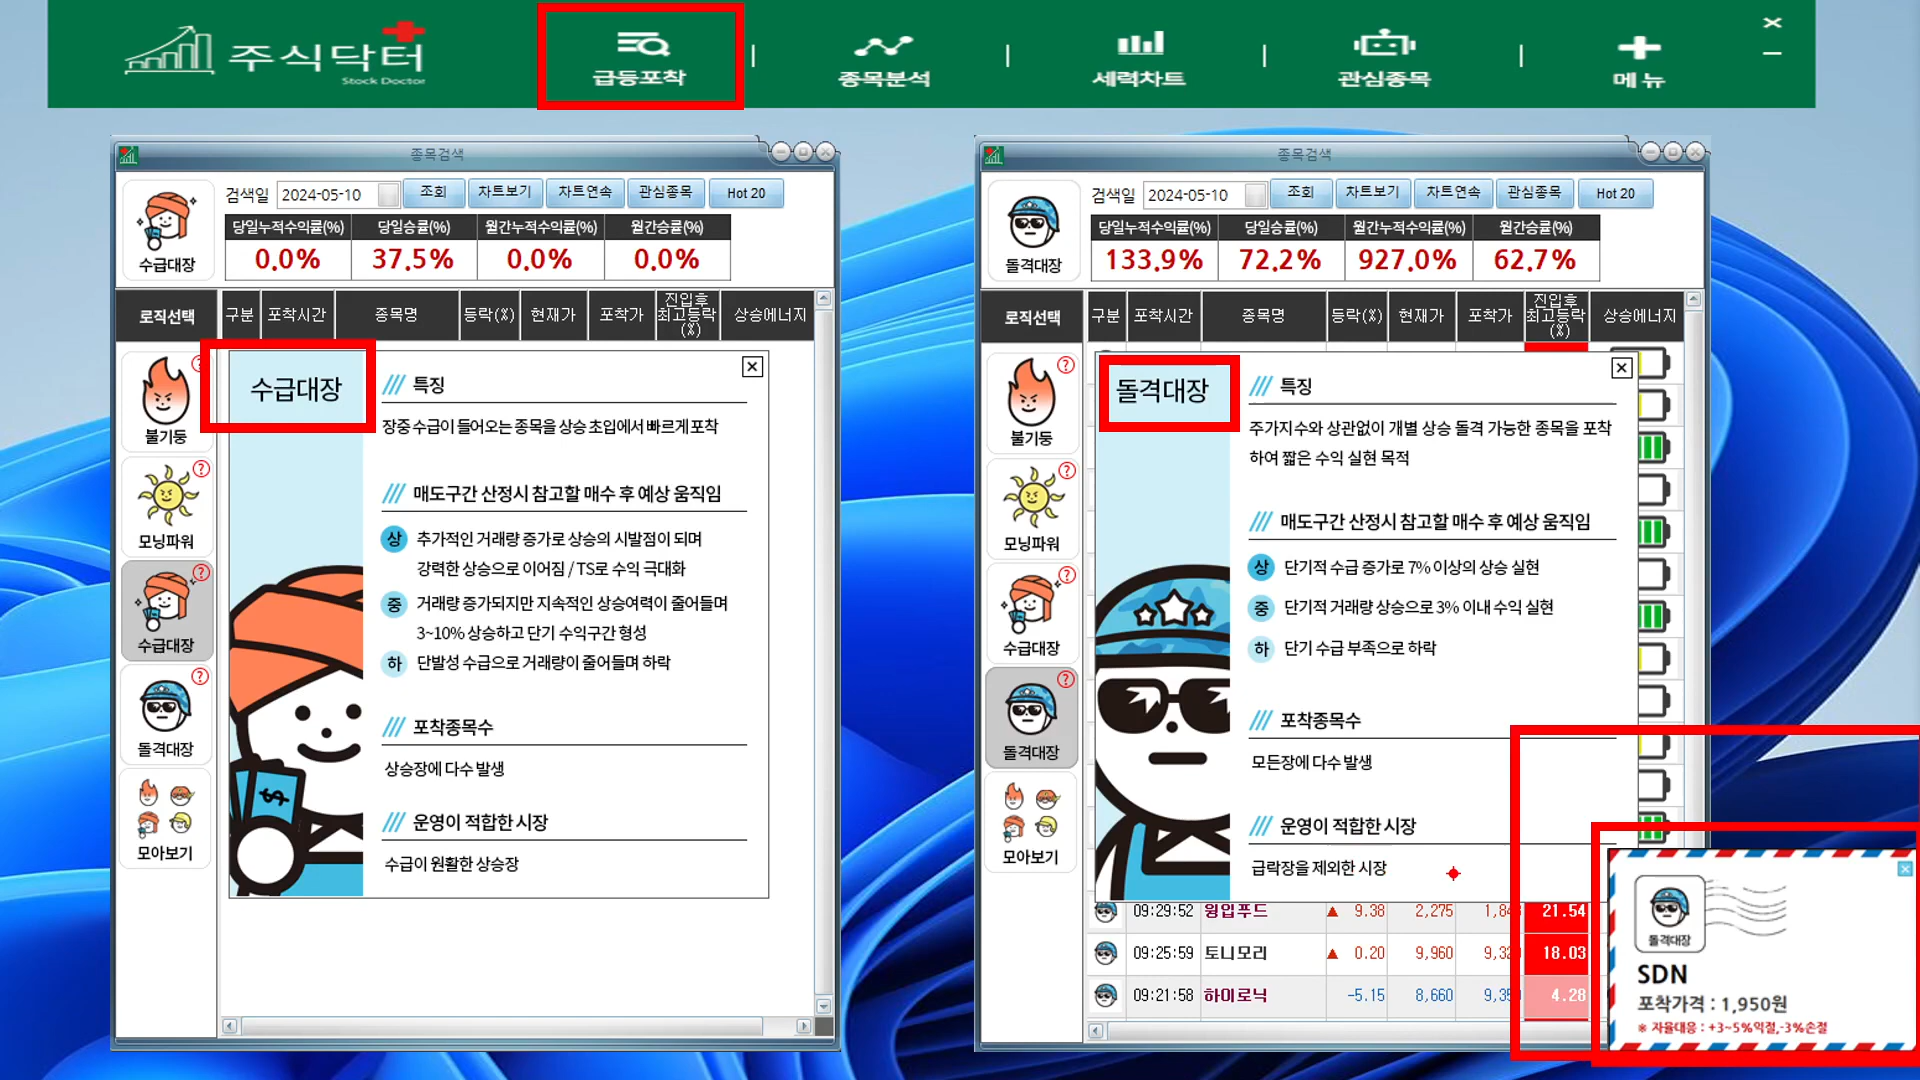 주식닥터
Stock Doctor
급등포착
종목분석
세력차트
관심종목
메뉴
종목검색
수급대장
검색일
2024-05-10
조회
차트보기
차트연속
관심종목
Hot 20
당일누적수익률(%)
당일승률(%)
월간누적수익률(%)
월간승률(%)
0.0%
37.5%
0.0%
0.0%
로직선택
구분
포착시간
종목명
등락(%)
현재가
포착가
진입후
최고등락
(%)
상승에너지
불기둥
?
모닝파워
?
수급대장
?
돌격대장
모아보기
수급대장
/// 특징
장중 수급이 들어오는 종목을 상승 초입에서 빠르게 포착
/// 매도구간 산정시 참고할 매수 후 예상 움직임
상 추가적인 거래량 증가로 상승의 시발점이 되며
강력한 상승으로 이어짐 / TS로 수익 극대화
중 거래량 증가되지만 지속적인 상승여력이 줄어들며
3~10% 상승하고 단기 수익구간 형성
하 단발성 수급으로 거래량이 줄어들며 하락
/// 포착종목수
상승장에 다수 발생
/// 운영이 적합한 시장
수급이 원활한 상승장
종목검색
돌격대장
검색일
2024-05-10
조회
차트보기
차트연속
관심종목
Hot 20
당일누적수익률(%)
당일승률(%)
월간누적수익률(%)
월간승률(%)
133.9%
72.2%
927.0%
62.7%
로직선택
구분
포착시간
종목명
등락(%)
현재가
포착가
진입후
최고등락
(%)
상승에너지
?
불기둥
?
모닝파워
?
수급대장
?
돌격대장
모아보기
돌격대장
/// 특징
주가지수와 상관없이 개별 상승 돌격 가능한 종목을 포착
하여 짧은 수익 실현 목적
/// 매도구간 산정시 참고할 매수 후 예상 움직임
상 단기적 수급 증가로 7% 이상의 상승 실현
중 단기적 거래량 상승으로 3% 이내 수익 실현
하 단기 수급 부족으로 하락
/// 포착종목수
모든장에 다수 발생
/// 운영이 적합한 시장
급락장을 제외한 시장
09:29:52 윙입푸드 ▲ 9.38 2,275 21.54
09:25:59 토니모리 ▲ 0.20 9,960 18.03
09:21:58 하이로닉 -5.15 8,660 4.28
돌격대장
SDN
포착가격 : 1,950원
※ 자율대응 : +3~5%익절,-3%손절